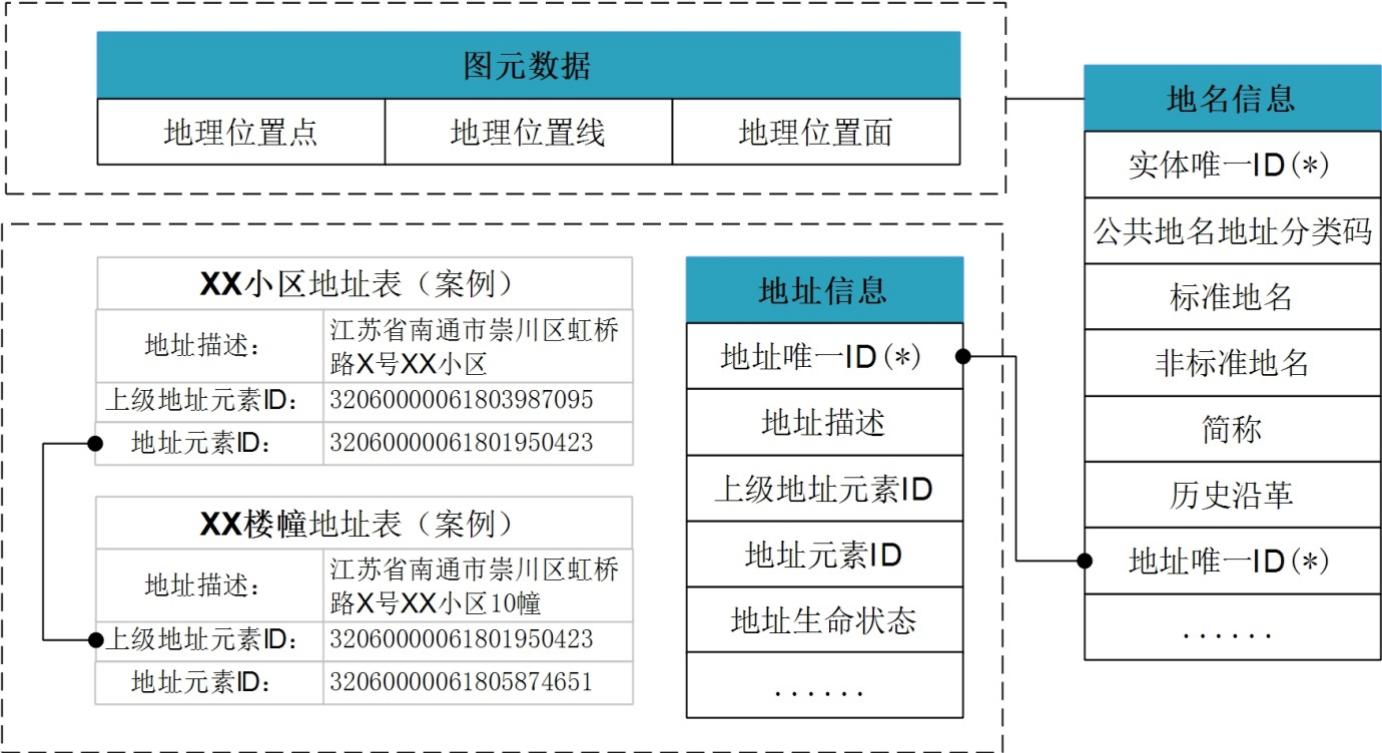 图元数据
地理位置点
地理位置线
地理位置面
地名信息
实体唯一ID(*)
公共地名地址分类码
标准地名
非标准地名
简称
历史沿革
地址唯一ID(*)
......
XX小区地址表（案例）
地址描述：
江苏省南通市崇川区虹桥
路X号XX小区
上级地址元素ID：
32060000061803987095
地址元素ID：
32060000061801950423
XX楼幢地址表（案例）
地址描述：
江苏省南通市崇川区虹桥
路X号XX小区10幢
上级地址元素ID：
32060000061801950423
地址元素ID：
32060000061805874651
地址信息
地址唯一ID(*)
地址描述
上级地址元素ID
地址元素ID
地址生命状态
......